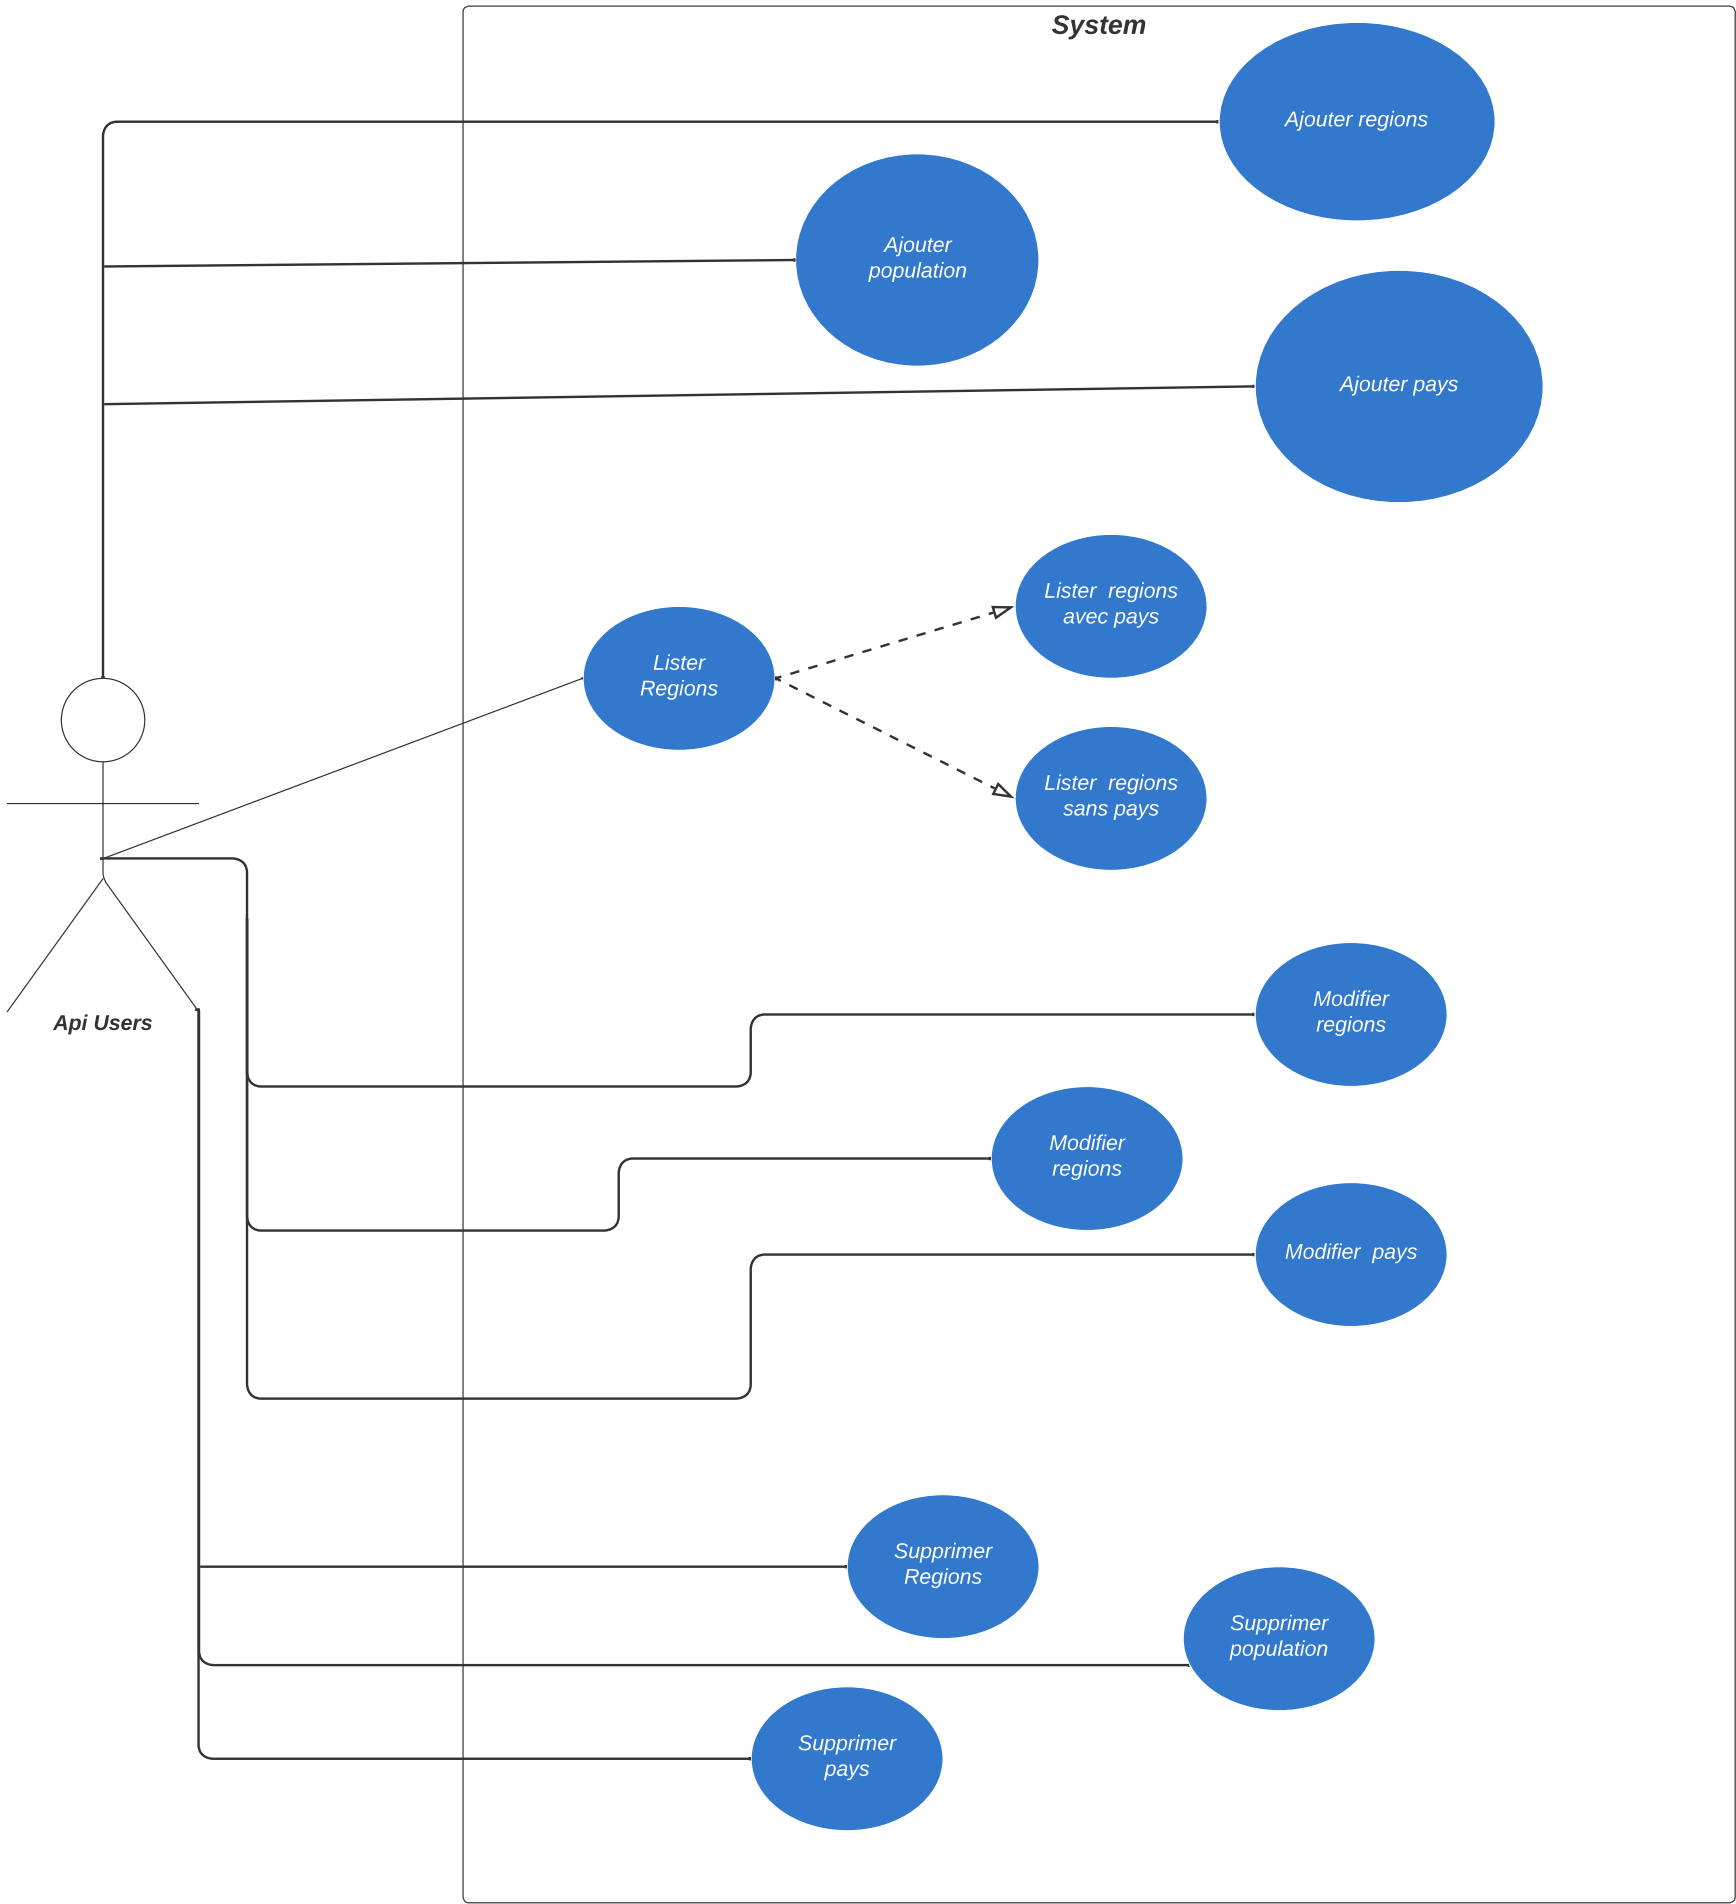 System
Ajouter regions
Ajouter
population
Ajouter pays
Lister  regions
avec pays
Lister
Regions
Lister  regions
sans pays
Api Users
Modifier
regions
Modifier
regions
Modifier  pays
Supprimer
Regions
Supprimer
population
Supprimer
pays